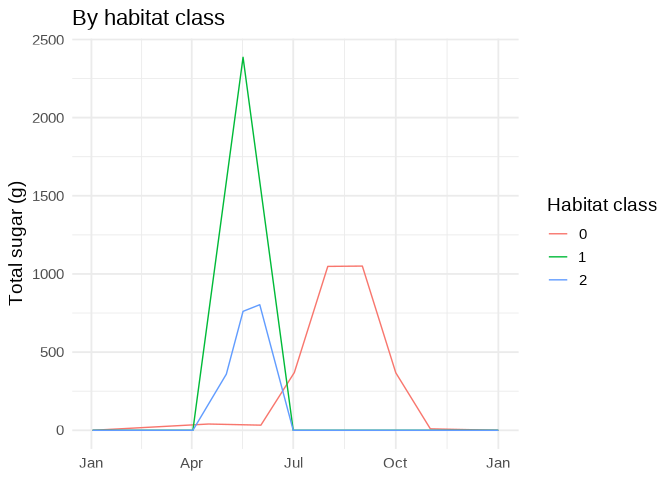 By habitat class
2500
2000
1500
1000
500
0
Total sugar (g)
Jan Apr Jul Oct Jan
Habitat class
0
1
2